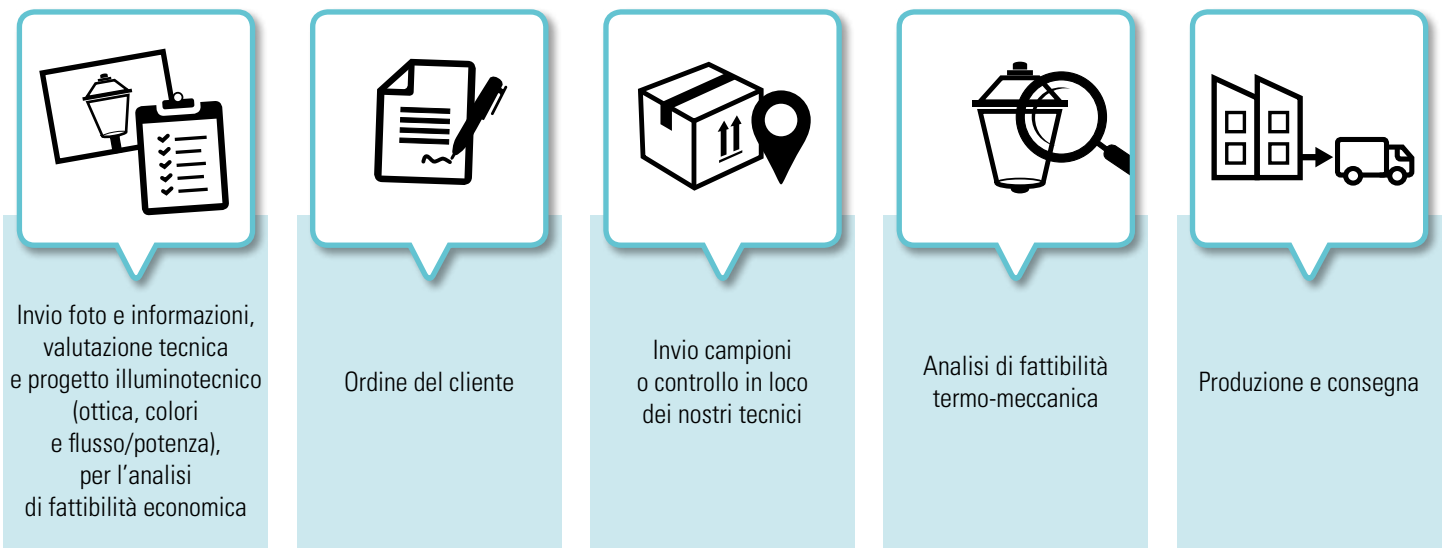 Invio foto e informazioni,
valutazione tecnica
e progetto illuminotecnico
(ottica, colori
e flusso/potenza),
per l'analisi
di fattibilità economica
Ordine del cliente
Invio campioni
o controllo in loco
dei nostri tecnici
Analisi di fattibilità
termo-meccanica
Produzione e consegna